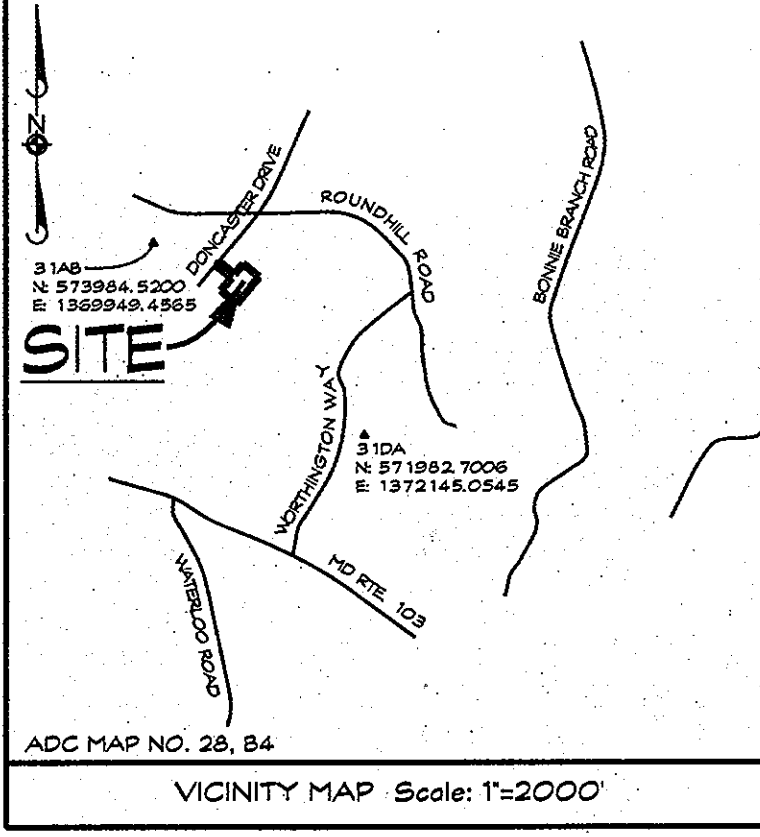 N
DONCASTER DRIVE
ROUNDHILL ROAD
BONNIE BRANCH ROAD
31AB
N: 573984.5200
E: 1369949.4565
SITE
WORTHINGTON WAY
31DA
N: 571982.7006
E: 1372145.0545
WATERLOO ROAD
MD RTE 103
ADC MAP NO. 28, B4
VICINITY MAP Scale: 1"=2000'